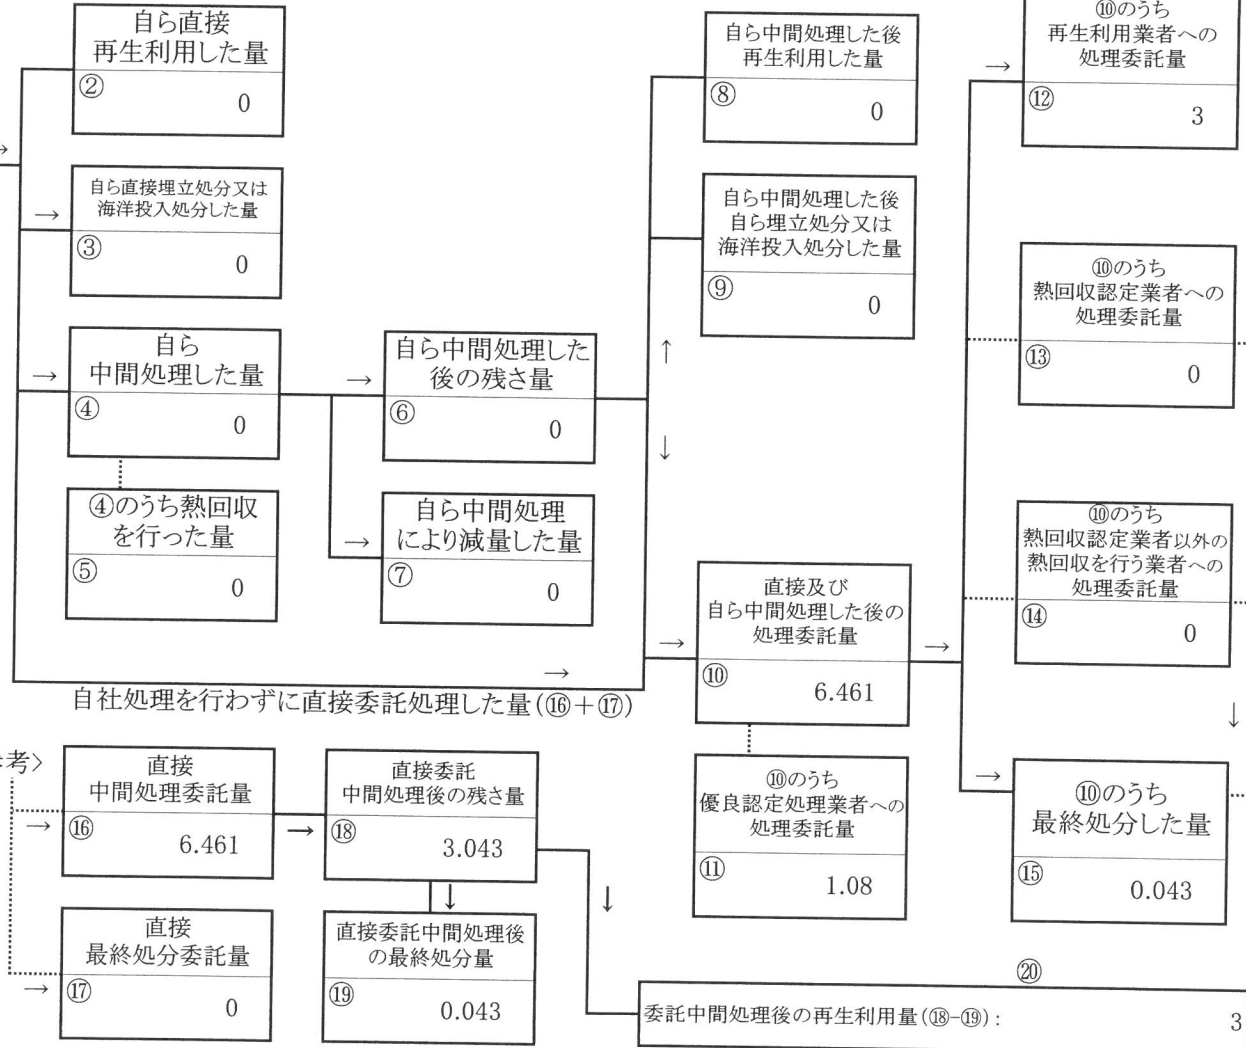 自ら直接
再生利用した量
②
0
→
自ら直接埋立処分又は
海洋投入処分した量
→
③
0
自ら
中間処理した量
→
④
0
④のうち熱回収
を行った量
⑤
0
自ら中間処理した
後の残さ量
→
⑥
0
自ら中間処理
により減量した量
→
⑦
0
自ら中間処理した後
再生利用した量
⑧
0
自ら中間処理した後
自ら埋立処分又は
海洋投入処分した量
⑨
0
↑
↓
→
自社処理を行わずに直接委託処理した量(⑯+⑰)
直接及び
自ら中間処理した後の
処理委託量
→
⑩
6.461
→
⑩のうち
優良認定処理業者への
処理委託量
⑪
1.08
⑩のうち
再生利用業者への
処理委託量
→
⑫
3
⑩のうち
熱回収認定業者への
処理委託量
⑬
0
⑩のうち
熱回収認定業者以外の
熱回収を行う業者への
処理委託量
⑭
0
↓
⑩のうち
最終処分した量
→
⑮
0.043
考〉
直接
中間処理委託量
→
⑯
6.461
直接
最終処分委託量
→
⑰
0
直接委託
中間処理後の残さ量
→
⑱
3.043
↓
↓
直接委託中間処理後
の最終処分量
⑲
0.043
⑳
委託中間処理後の再生利用量(⑱-⑲):
3